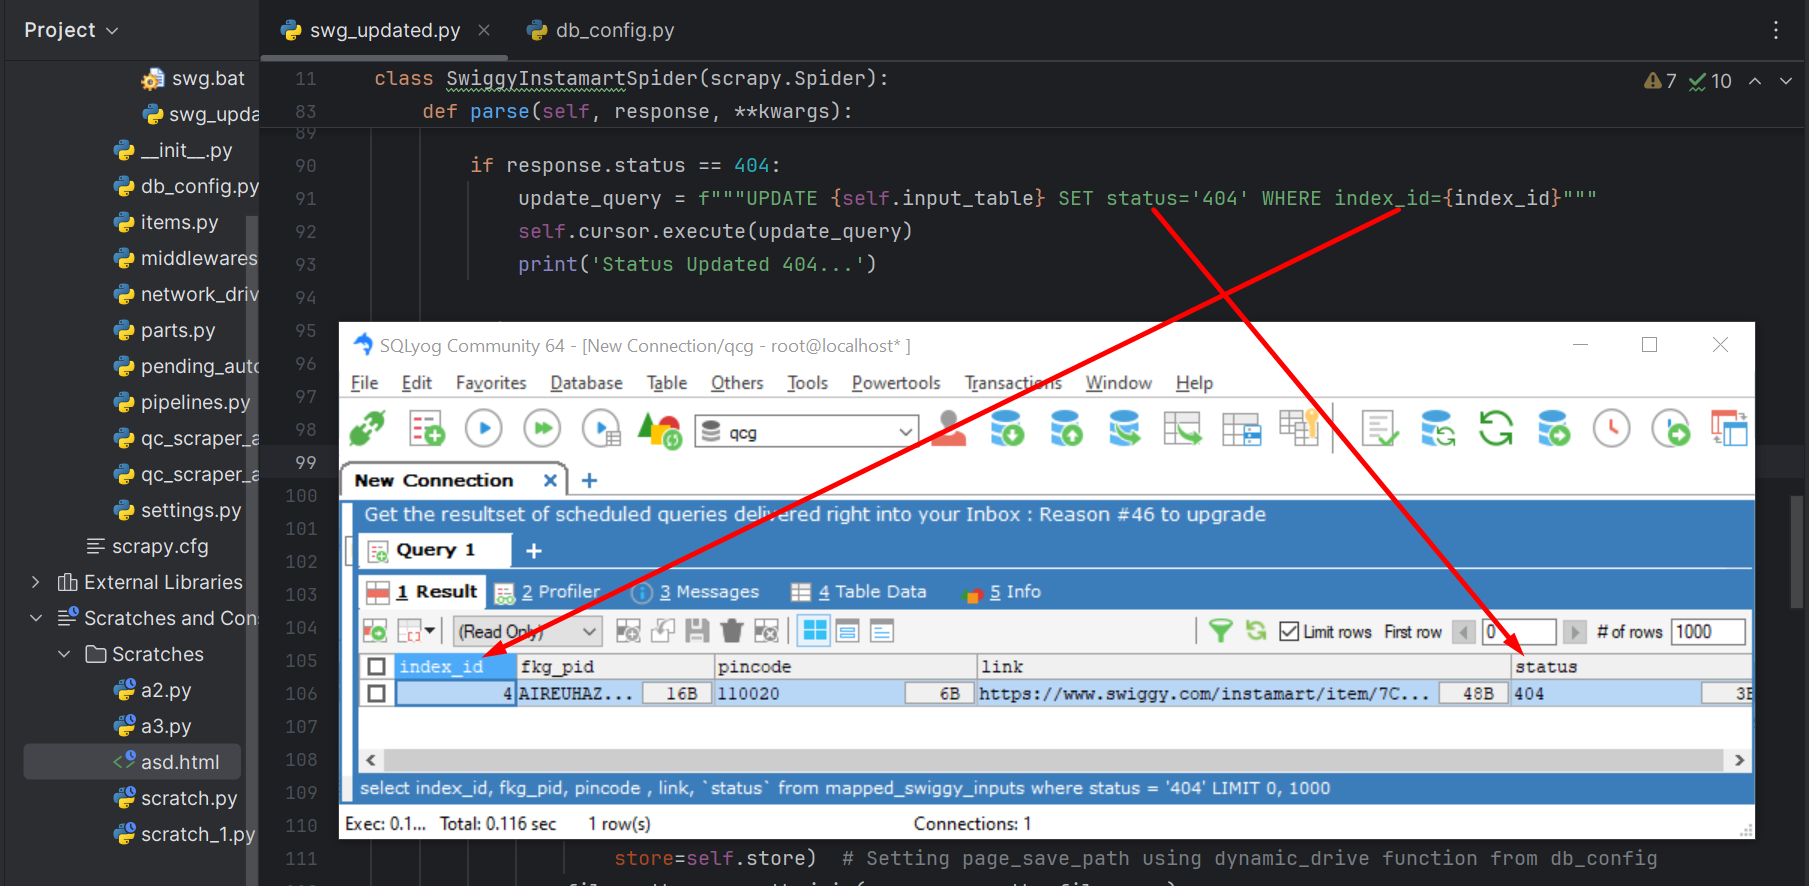 Project
swg_updated.py
db_config.py
swg.bat
swg_upda
__init__.py
db_config.py
items.py
middlewares
network_driv
parts.py
pending_auto
pipelines.py
qc_scraper_a
qc_scraper_a
settings.py
scrapy.cfg
External Libraries
Scratches and Con
Scratches
a2.py
a3.py
asd.html
scratch.py
scratch_1.py
7 10
11 class SwiggyInstamartSpider(scrapy.Spider):
83 def parse(self, response, **kwargs):
89
90 if response.status == 404:
91 update_query = f"""UPDATE {self.input_table} SET status='404' WHERE index_id={index_id}"""
92 self.cursor.execute(update_query)
93 print('Status Updated 404...')
94
95
96
97
98
99
100
101
102
103
104
105
106
107
108
109
110
111 store=self.store) # Setting page_save_path using dynamic_drive function from db_config
SQLyog Community 64 - [New Connection/qcg - root@localhost* ]
File Edit Favorites Database Table Others Tools Powertools Transactions Window Help
qcg
New Connection
Get the resultset of scheduled queries delivered right into your Inbox : Reason #46 to upgrade
Query 1
1 Result 2 Profiler 3 Messages 4 Table Data 5 Info
(Read Only) Limit rows First row 0 # of rows 1000
index_id fkg_pid pincode link status
4 AIREUHAZ... 16B 110020 6B https://www.swiggy.com/instamart/item/7C... 48B 404 3B
select index_id, fkg_pid, pincode , link, `status` from mapped_swiggy_inputs where status = '404' LIMIT 0, 1000
Exec: 0.1... Total: 0.116 sec 1 row(s) Connections: 1